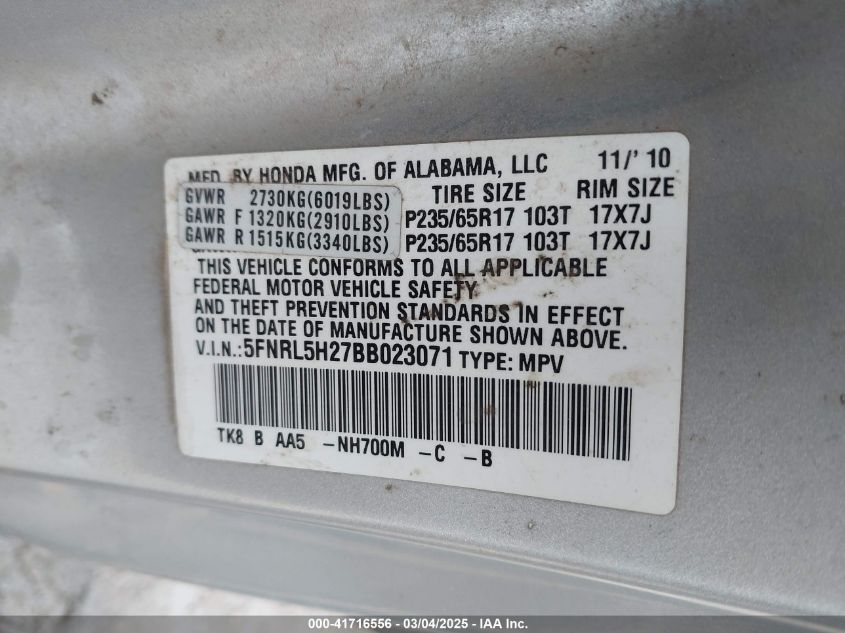 MFD. BY HONDA MFG. OF ALABAMA, LLC 11/' 10
TIRE SIZE RIM SIZE
GVWR 2730KG(6019LBS)
GAWR F 1320KG(2910LBS) P235/65R17 103T 17X7J
GAWR R 1515KG(3340LBS) P235/65R17 103T 17X7J
THIS VEHICLE CONFORMS TO ALL APPLICABLE
FEDERAL MOTOR VEHICLE SAFETY
AND THEFT PREVENTION STANDARDS IN EFFECT
ON THE DATE OF MANUFACTURE SHOWN ABOVE.
V.I.N.: 5FNRL5H27BB023071 TYPE: MPV
TK8 B AA5 -NH700M -C -B
000-41716556 — 03/04/2025 — IAA Inc.